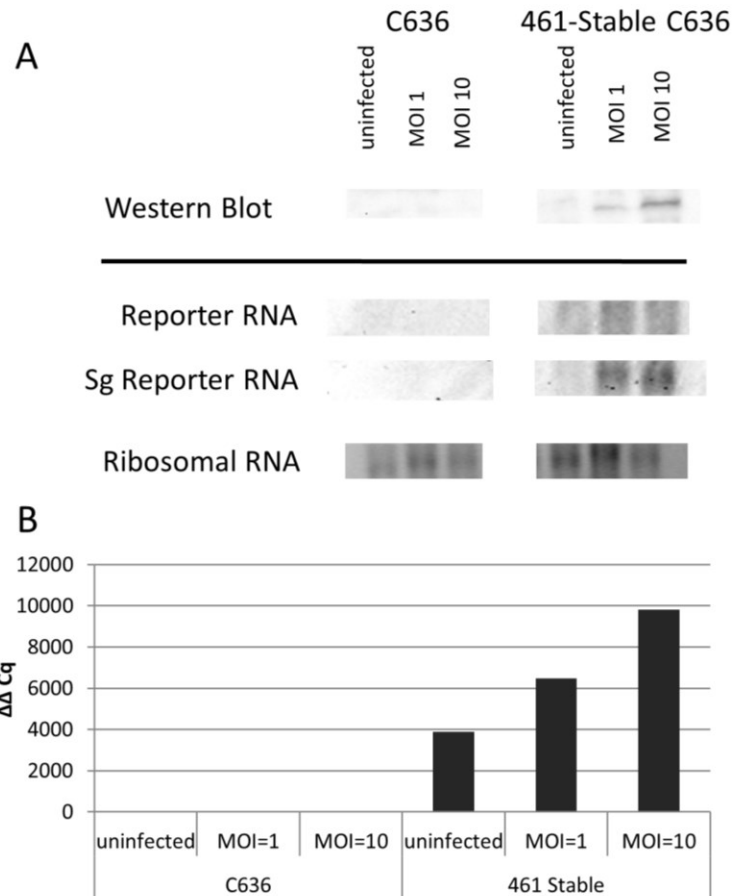 C636 461-Stable C636
A
uninfected MOI 1 MOI 10 uninfected MOI 1 MOI 10
Western Blot
Reporter RNA
Sg Reporter RNA
Ribosomal RNA
B
12000
10000
8000
6000
4000
2000
0
ΔΔ Cq
uninfected MOI=1 MOI=10 uninfected MOI=1 MOI=10
C636 461 Stable